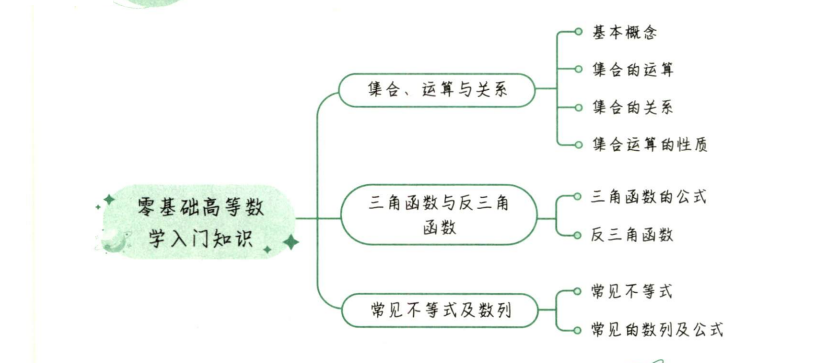 零基础高等数
学入门知识
集合、运算与关系
基本概念
集合的运算
集合的关系
集合运算的性质
三角函数与反三角
函数
三角函数的公式
反三角函数
常见不等式及数列
常见不等式
常见的数列及公式